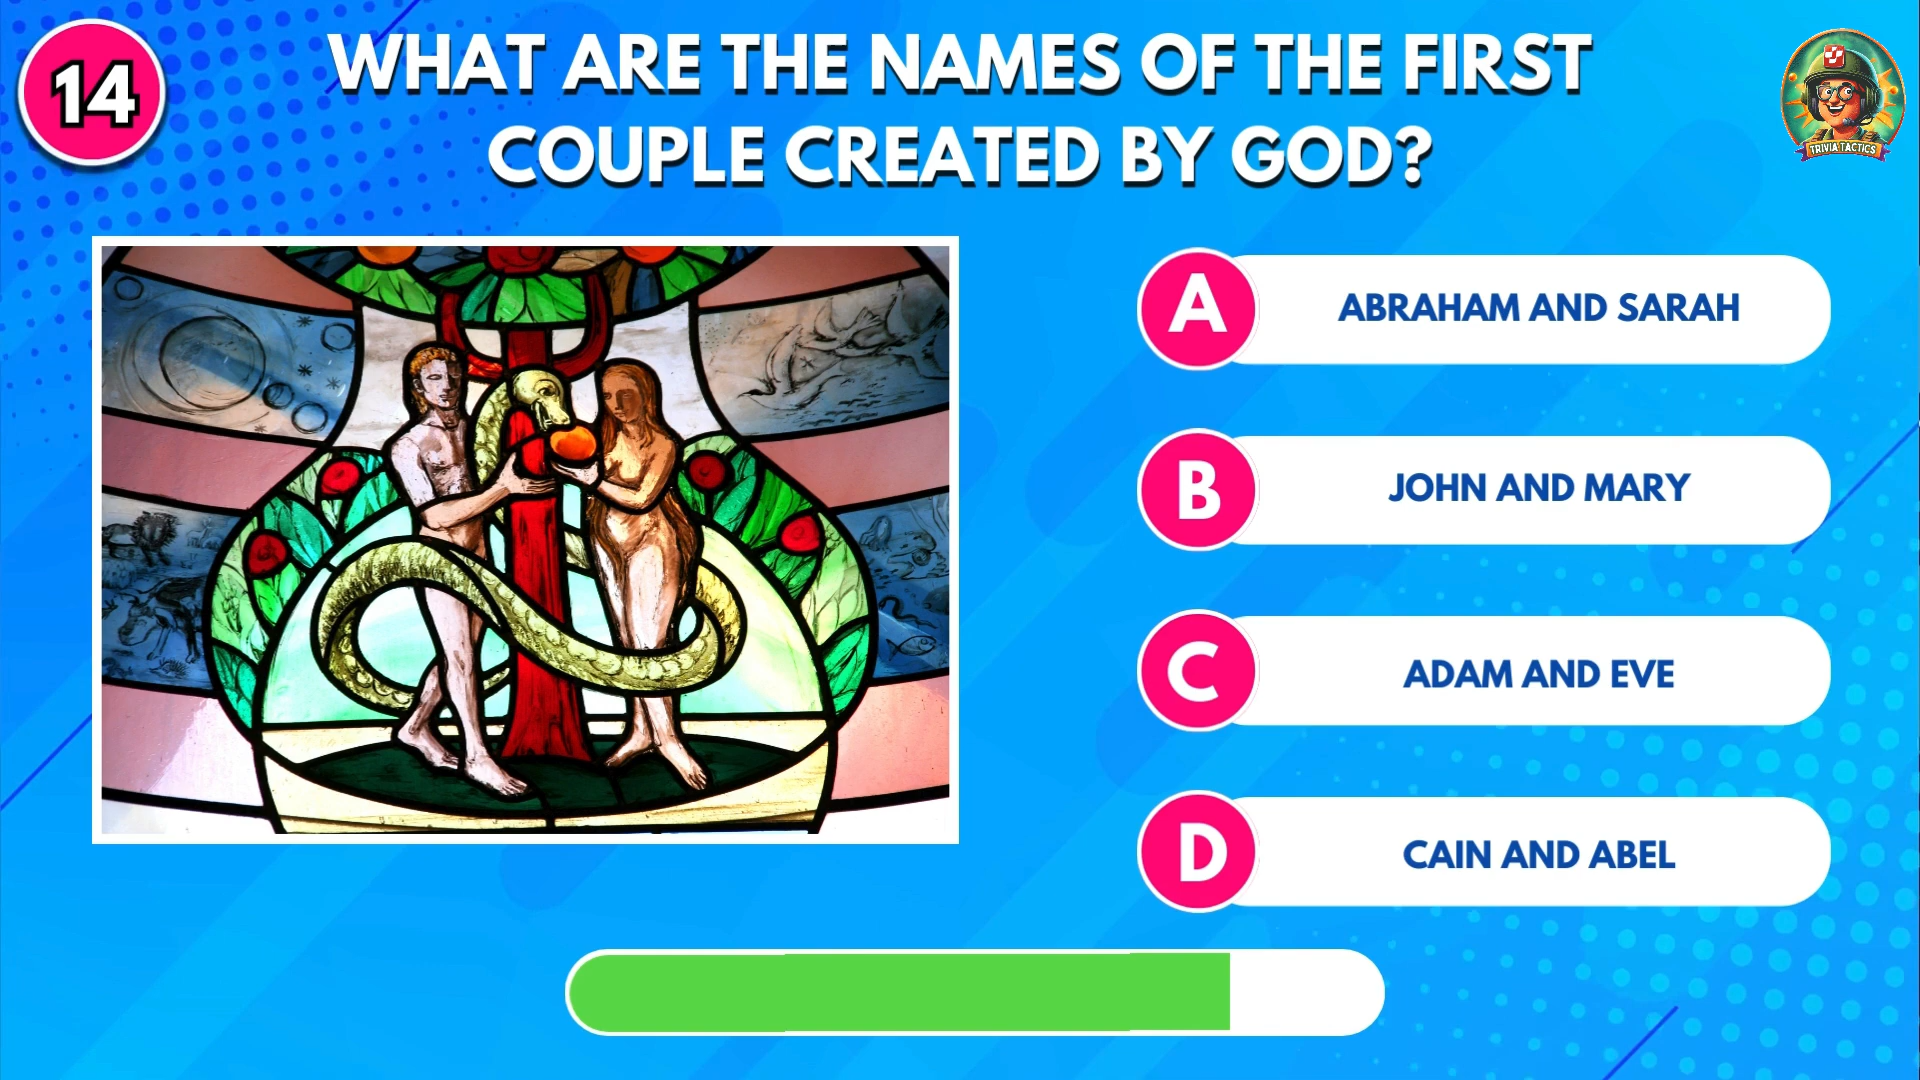 14
WHAT ARE THE NAMES OF THE FIRST
COUPLE CREATED BY GOD?
TRIVIA TACTICS
A
ABRAHAM AND SARAH
B
JOHN AND MARY
C
ADAM AND EVE
D
CAIN AND ABEL